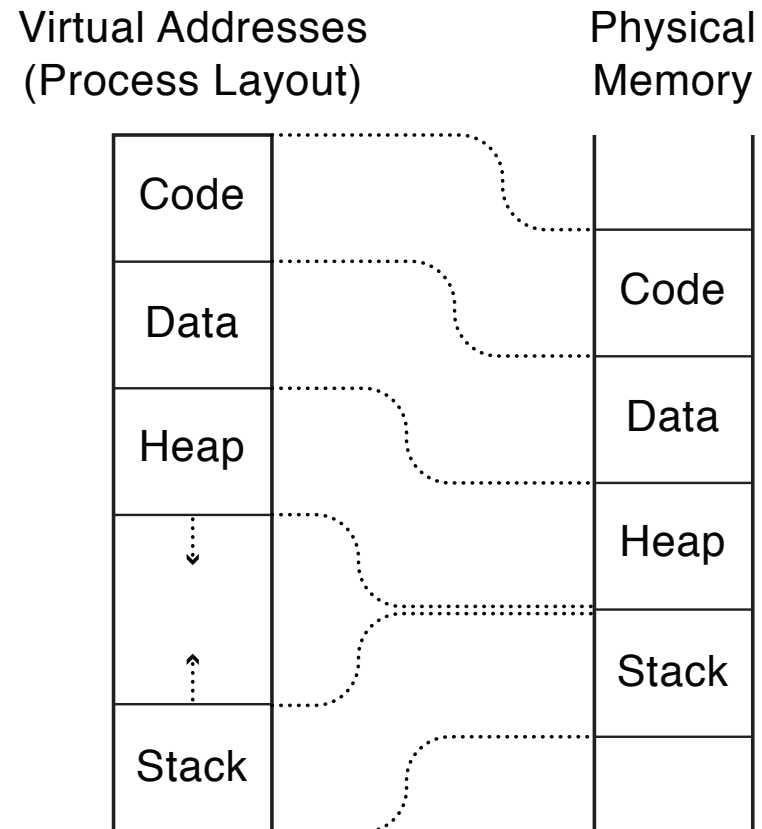 Virtual Addresses
(Process Layout)
Physical
Memory
Code
Data
Heap
Stack
Code
Data
Heap
Stack